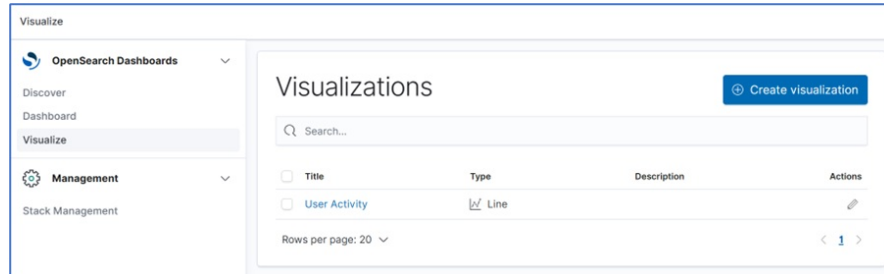 Visualize
OpenSearch Dashboards
Discover
Dashboard
Visualize
Management
Stack Management
Visualizations
Create visualization
Search...
Title Type Description Actions
User Activity Line
Rows per page: 20 1